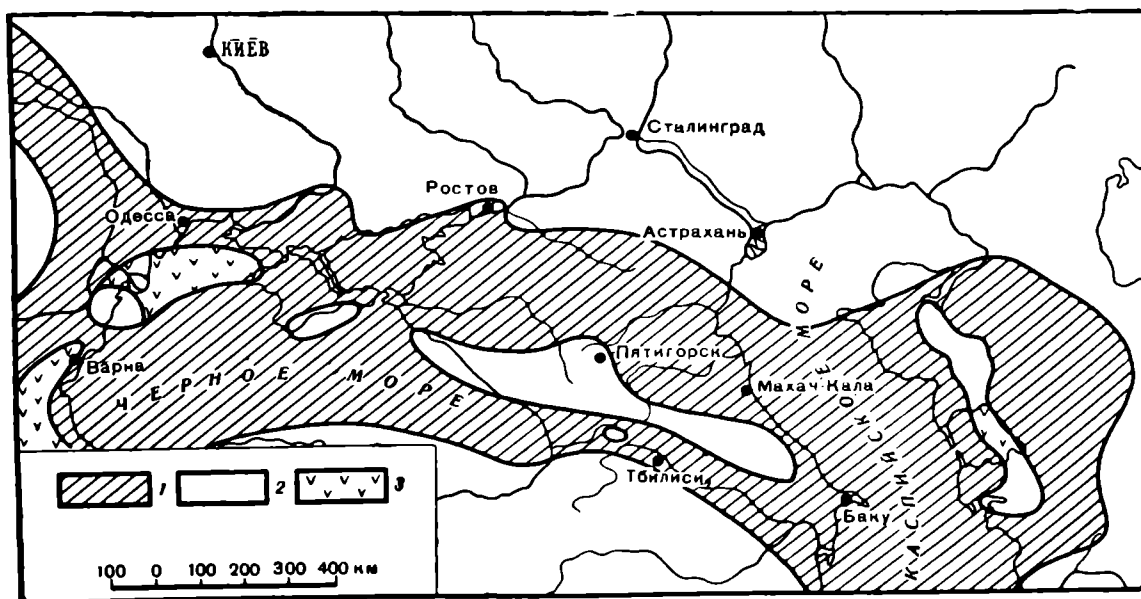 КИЕВ
Сталинград
Ростов
Одесса
Астрахань
КАСПИЙСКОЕ МОРЕ
Варна
Пятигорск
ЧЕРНОЕ МОРЕ
Махач-Кала
Тбилиси
Баку
1 2 3
100 0 100 200 300 400 км